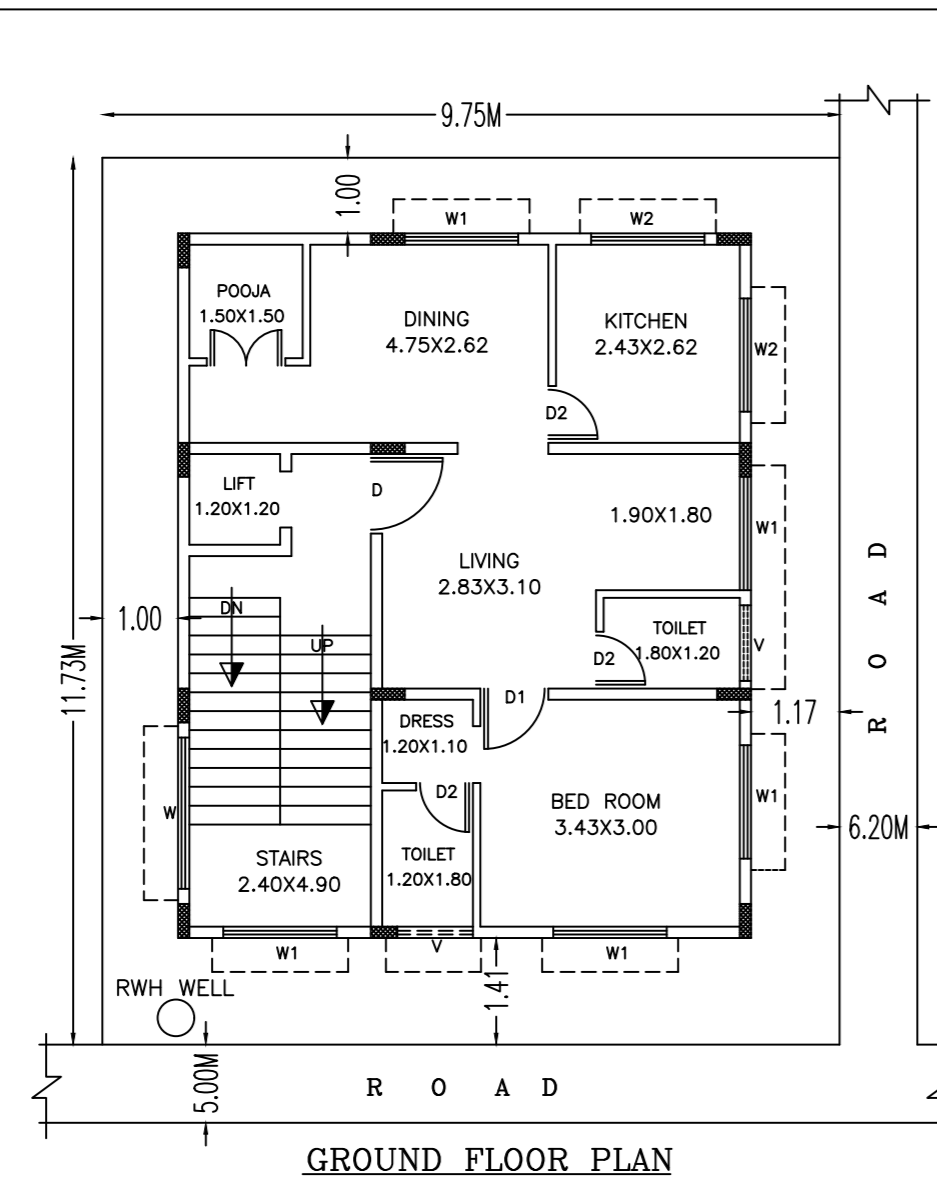 9.75M
1.00
W1
W2
POOJA
1.50X1.50
DINING
4.75X2.62
KITCHEN
2.43X2.62
W2
D2
LIFT
1.20X1.20
D
1.90X1.80
W1
LIVING
2.83X3.10
R O A D
1.00
DN
UP
TOILET
1.80X1.20
D2
V
11.73M
D1
1.17
DRESS
1.20X1.10
D2
W1
W
BED ROOM
3.43X3.00
6.20M
STAIRS
2.40X4.90
TOILET
1.20X1.80
W1
V
W1
1.41
RWH WELL
5.00M
R O A D
GROUND FLOOR PLAN